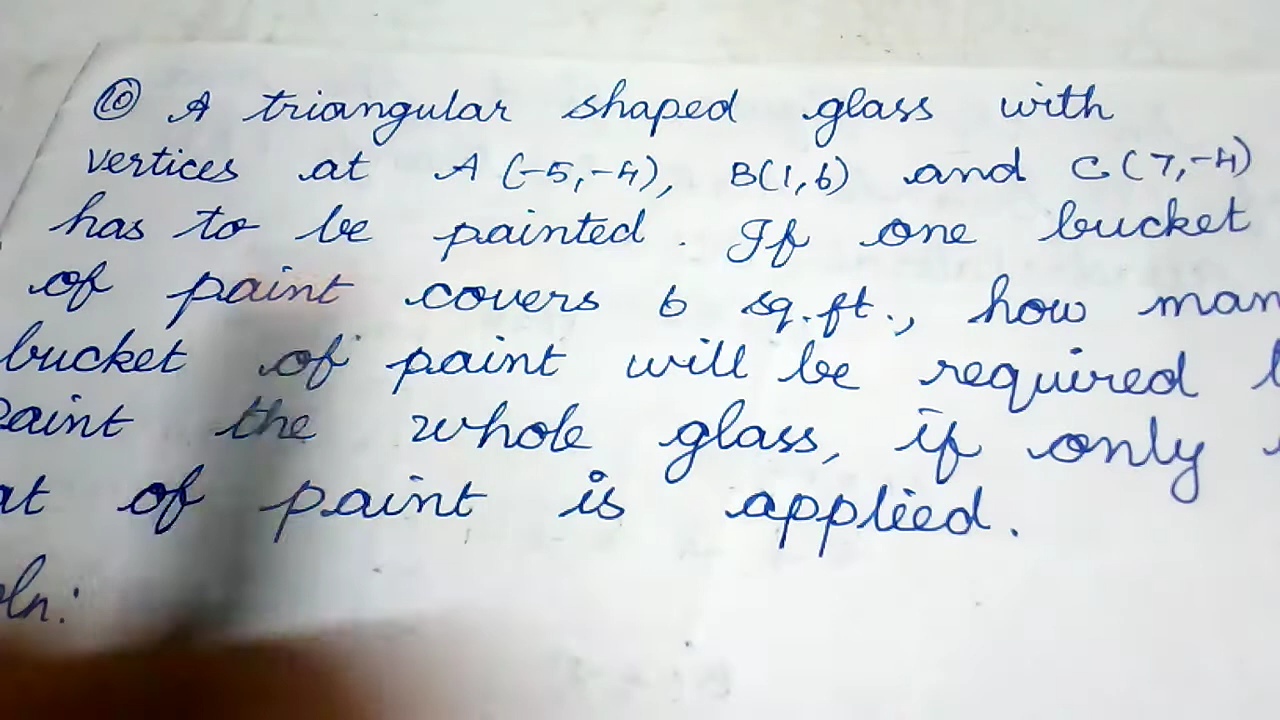 ⑩ A triangular shaped glass with
vertices at A (-5,-4), B(1,6) and C(7,-4)
has to be painted. If one bucket
of paint covers 6 sq.ft., how man
bucket of paint will be required
paint the whole glass, if only
at of paint is applied.
oln: